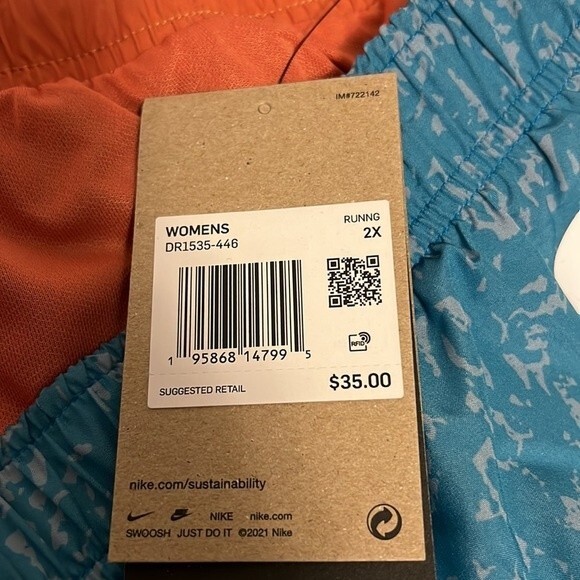 IM#722142
WOMENS RUNNG
DR1535-446 2X
RFID
1 95868 14799 5
SUGGESTED RETAIL $35.00
nike.com/sustainability
NIKE nike.com
SWOOSH JUST DO IT ©2021 Nike